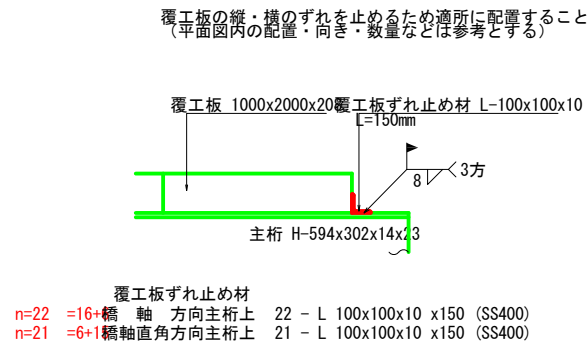 覆工板の縦・横のずれを止めるため適所に配置すること
（平面図内の配置・向き・数量などは参考とする）
覆工板 1000x2000x208
覆工板ずれ止め材 L-100x100x10
L=150mm
8
3方
主桁 H-594x302x14x23
覆工板ずれ止め材
n=22 =16+6 橋 軸 方向主桁上 22 - L 100x100x10 x150 (SS400)
n=21 =6+15 橋軸直角方向主桁上 21 - L 100x100x10 x150 (SS400)